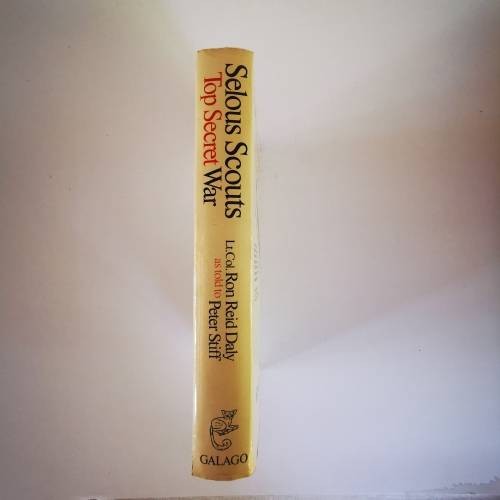 Selous Scouts
Top Secret War
Lt.Col. Ron Reid Daly
as told to Peter Stiff
GALAGO